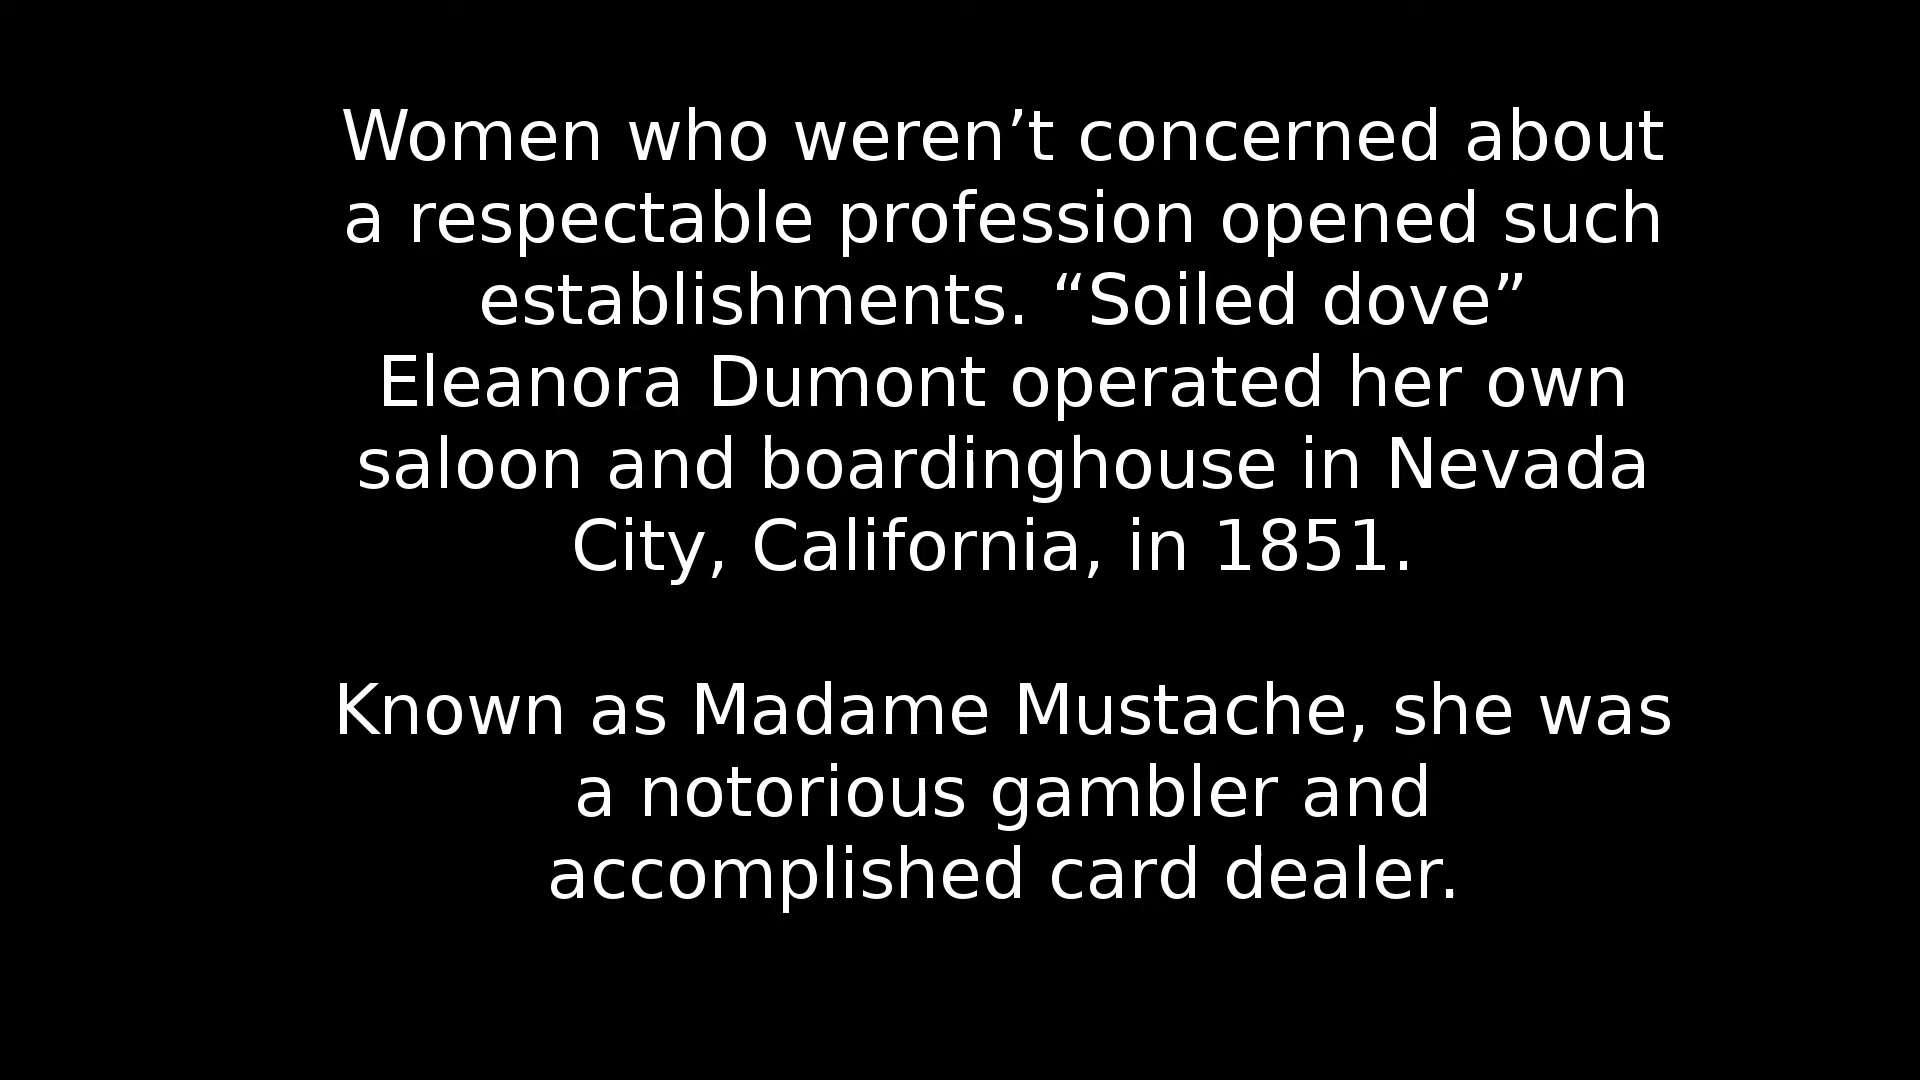 Women who weren’t concerned about
a respectable profession opened such
establishments. “Soiled dove”
Eleanora Dumont operated her own
saloon and boardinghouse in Nevada
City, California, in 1851.
Known as Madame Mustache, she was
a notorious gambler and
accomplished card dealer.